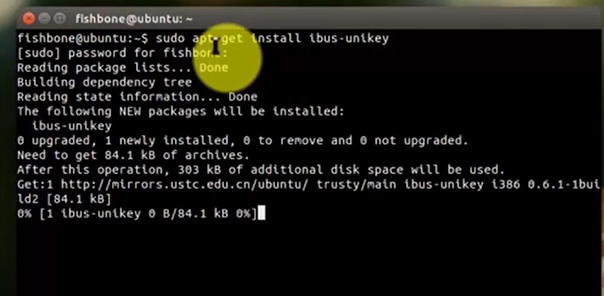 fishbone@ubuntu: ~
fishbone@ubuntu:~$ sudo apt-get install ibus-unikey
[sudo] password for fishbone:
Reading package lists... Done
Building dependency tree
Reading state information... Done
The following NEW packages will be installed:
ibus-unikey
0 upgraded, 1 newly installed, 0 to remove and 0 not upgraded.
Need to get 84.1 kB of archives.
After this operation, 303 kB of additional disk space will be used.
Get:1 http://mirrors.ustc.edu.cn/ubuntu/ trusty/main ibus-unikey i386 0.6.1-1bui
ld2 [84.1 kB]
0% [1 ibus-unikey 0 B/84.1 kB 0%]